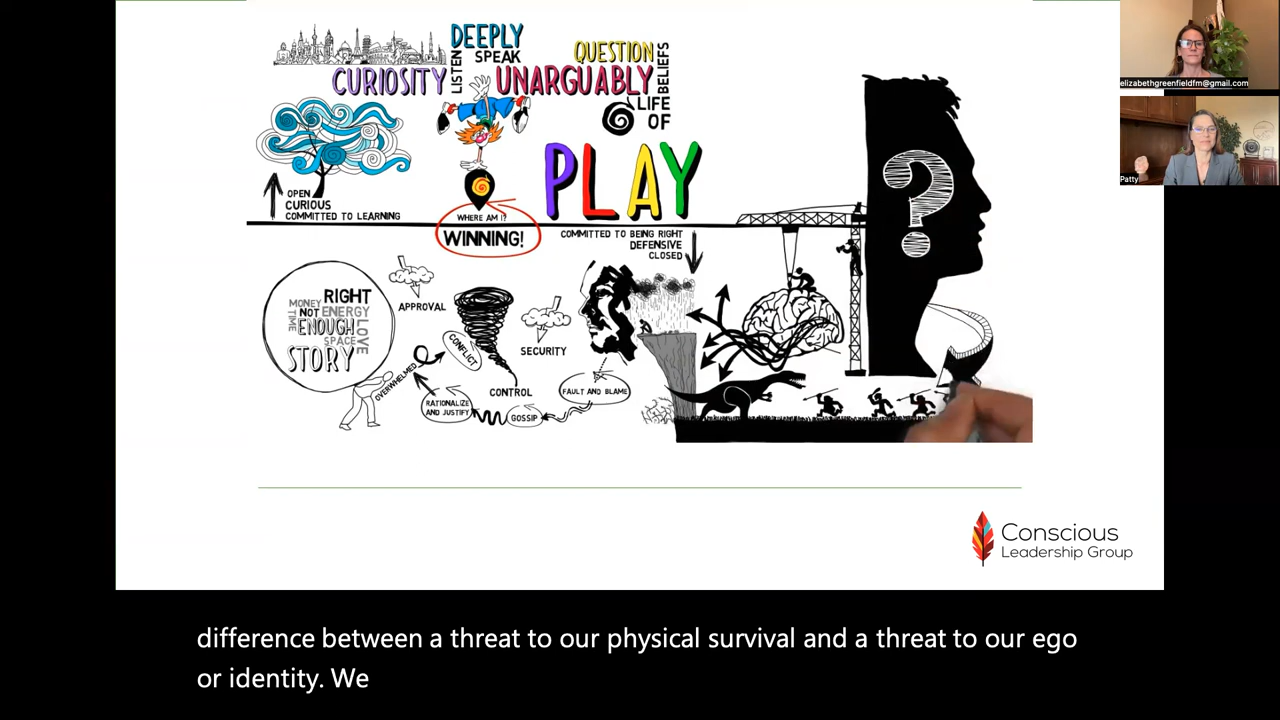 DEEPLY
SPEAK
LISTEN
CURIOSITY
QUESTION
UNARGUABLY
BELIEFS
LIFE
OF
PLAY
OPEN
CURIOUS
COMMITTED TO LEARNING
WHERE AM I?
WINNING!
COMMITTED TO BEING RIGHT
DEFENSIVE
CLOSED
?
RIGHT
MONEY
NOT ENERGY
TIME
ENOUGH
LOVE
SPACE
STORY
APPROVAL
CONFLICT
SECURITY
OVERWHELMED
CONTROL
RATIONALIZE
AND JUSTIFY
GOSSIP
FAULT AND BLAME
elizabethgreenfieldfm@gmail.com
Patty
Conscious
Leadership Group
difference between a threat to our physical survival and a threat to our ego
or identity. We